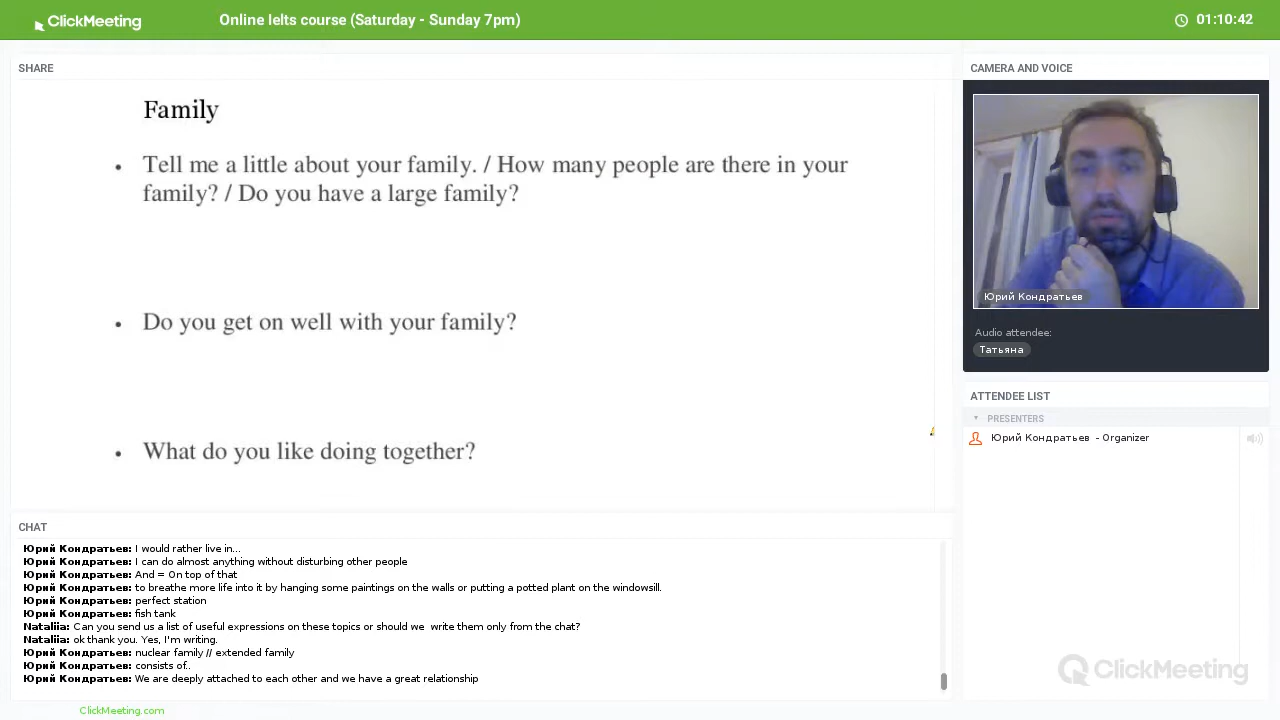 ClickMeeting
Online Ielts course (Saturday - Sunday 7pm)
01:10:42
SHARE
Family
• Tell me a little about your family. / How many people are there in your
family? / Do you have a large family?
• Do you get on well with your family?
• What do you like doing together?
CHAT
Юрий Кондратьев: I would rather live in...
Юрий Кондратьев: I can do almost anything without disturbing other people
Юрий Кондратьев: And = On top of that
Юрий Кондратьев: to breathe more life into it by hanging some paintings on the walls or putting a potted plant on the windowsill.
Юрий Кондратьев: perfect station
Юрий Кондратьев: fish tank
Nataliia: Can you send us a list of useful expressions on these topics or should we write them only from the chat?
Nataliia: ok thank you. Yes, I'm writing.
Юрий Кондратьев: nuclear family // extended family
Юрий Кондратьев: consists of..
Юрий Кондратьев: We are deeply attached to each other and we have a great relationship
ClickMeeting.com
CAMERA AND VOICE
Юрий Кондратьев
Audio attendee:
Татьяна
ATTENDEE LIST
PRESENTERS
Юрий Кондратьев - Organizer
ClickMeeting